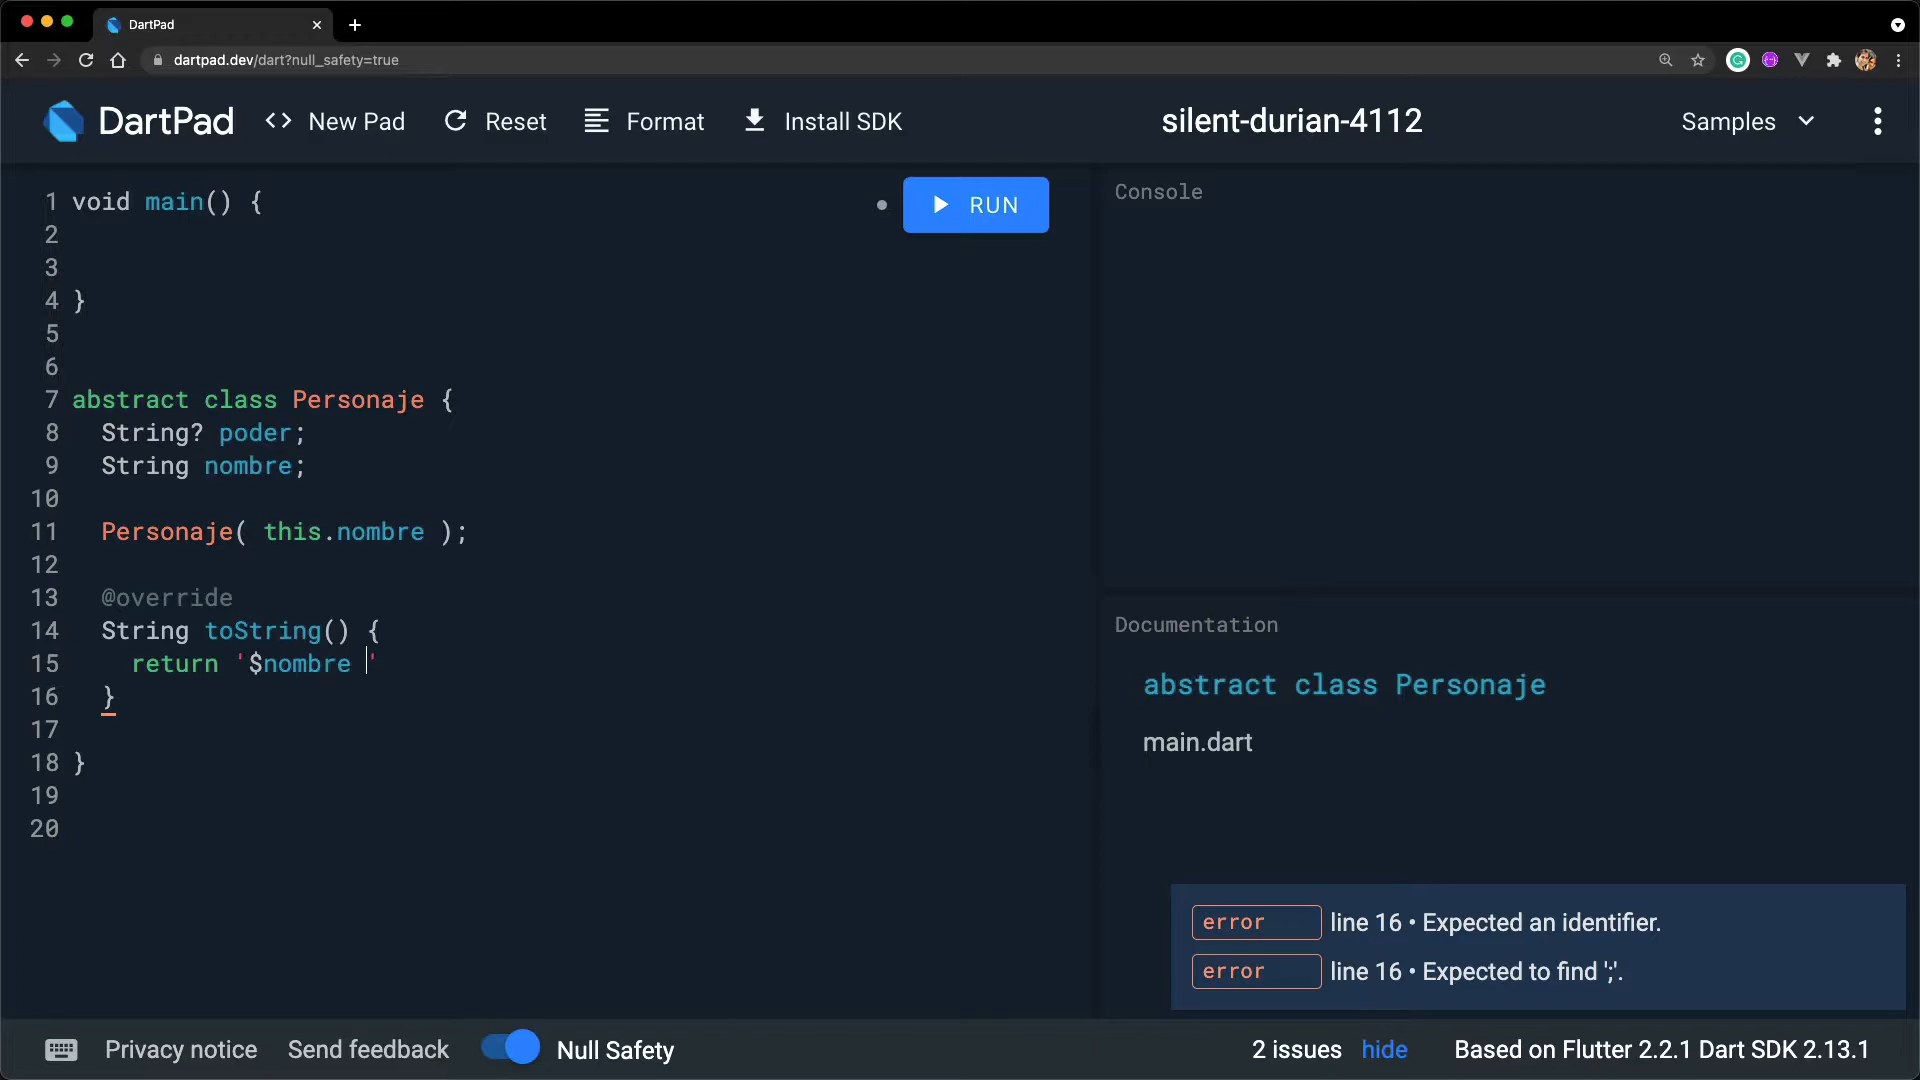 DartPad
dartpad.dev/dart?null_safety=true
DartPad
<> New Pad
Reset
Format
Install SDK
silent-durian-4112
Samples
1 void main() {
2
3
4 }
5
6
7 abstract class Personaje {
8 String? poder;
9 String nombre;
10
11 Personaje( this.nombre );
12
13 @override
14 String toString() {
15 return '$nombre '
16 }
17
18 }
19
20
RUN
Console
Documentation
abstract class Personaje
main.dart
error line 16 • Expected an identifier.
error line 16 • Expected to find ';'.
Privacy notice
Send feedback
Null Safety
2 issues hide
Based on Flutter 2.2.1 Dart SDK 2.13.1